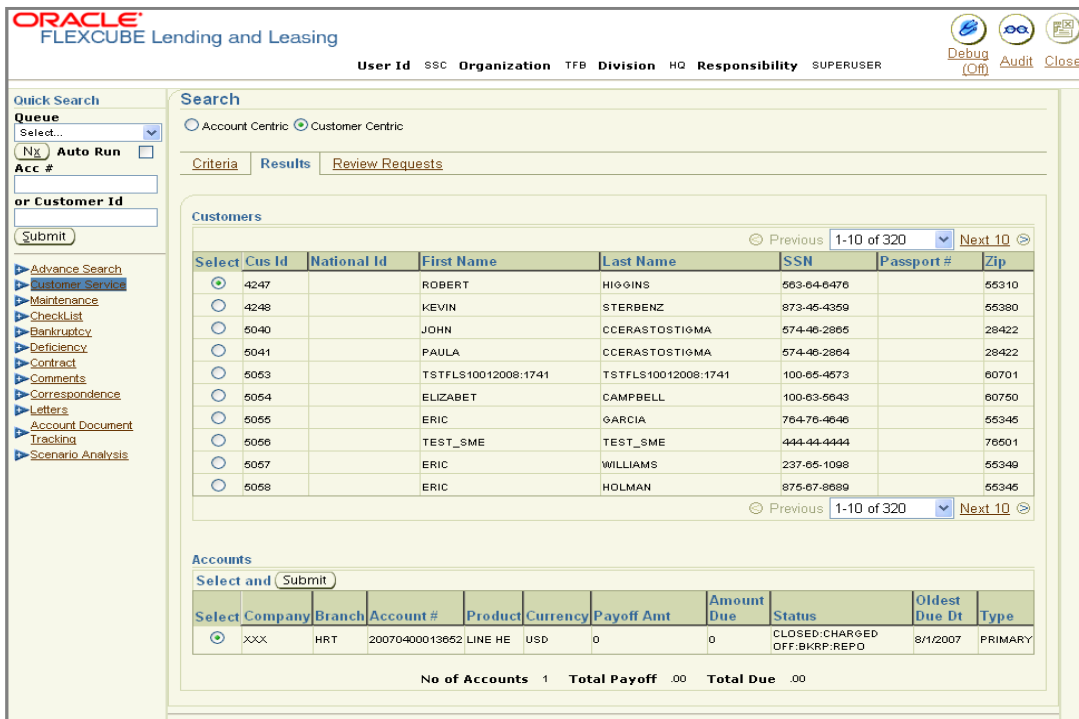 ORACLE
FLEXCUBE Lending and Leasing
Debug (Off) Audit Close
User Id SSC Organization TFB Division HQ Responsibility SUPERUSER
Quick Search
Queue
Select...
Nx Auto Run
Acc #
or Customer Id
Submit
Advance Search
Customer Service
Maintenance
CheckList
Bankruptcy
Deficiency
Contract
Comments
Correspondence
Letters
Account Document
Tracking
Scenario Analysis
Search
Account Centric Customer Centric
Criteria Results Review Requests
Customers
Previous 1-10 of 320 Next 10
Select Cus Id National Id First Name Last Name SSN Passport # Zip
4247 ROBERT HIGGINS 563-64-6476 55310
4248 KEVIN STERBENZ 873-45-4359 55380
5040 JOHN CCERASTOSTIGMA 574-46-2865 28422
5041 PAULA CCERASTOSTIGMA 574-46-2864 28422
5053 TSTFLS10012008:1741 TSTFLS10012008:1741 100-65-4573 60701
5054 ELIZABET CAMPBELL 100-63-5643 60750
5055 ERIC GARCIA 764-76-4646 55345
5056 TEST_SME TEST_SME 444-44-4444 76501
5057 ERIC WILLIAMS 237-65-1098 55349
5058 ERIC HOLMAN 875-67-8689 55345
Previous 1-10 of 320 Next 10
Accounts
Select and Submit
Select Company Branch Account # Product Currency Payoff Amt Amount Due Status Oldest Due Dt Type
XXX HRT 20070400013652 LINE HE USD 0 0 CLOSED:CHARGED OFF:BKRP:REPO 8/1/2007 PRIMARY
No of Accounts 1 Total Payoff .00 Total Due .00